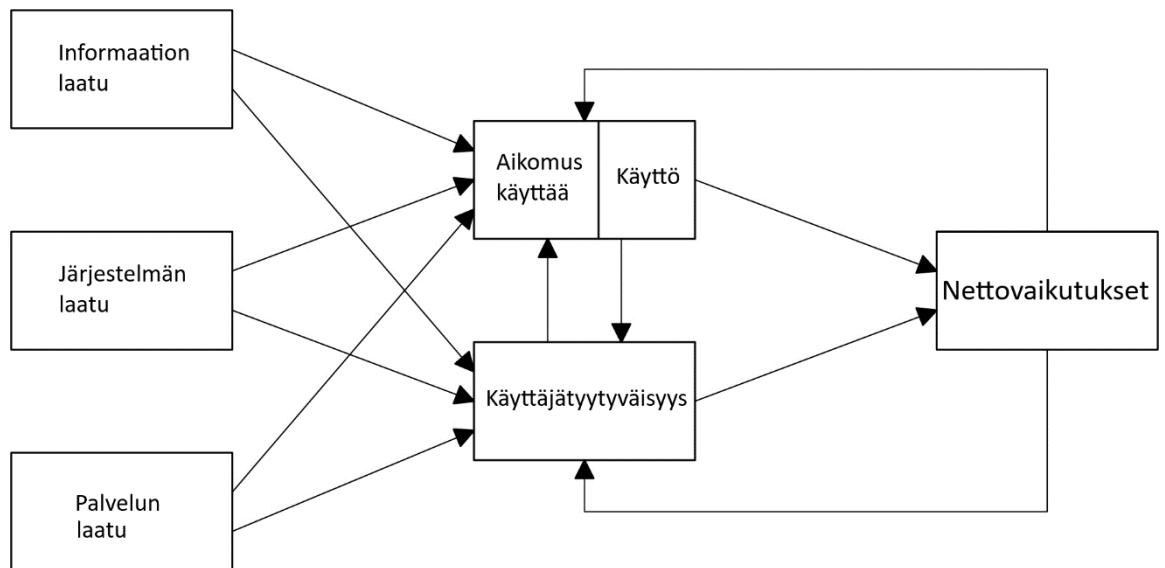 Informaation
laatu
Aikomus
käyttää
Käyttö
Järjestelmän
laatu
Nettovaikutukset
Käyttäjätyytyväisyys
Palvelun
laatu